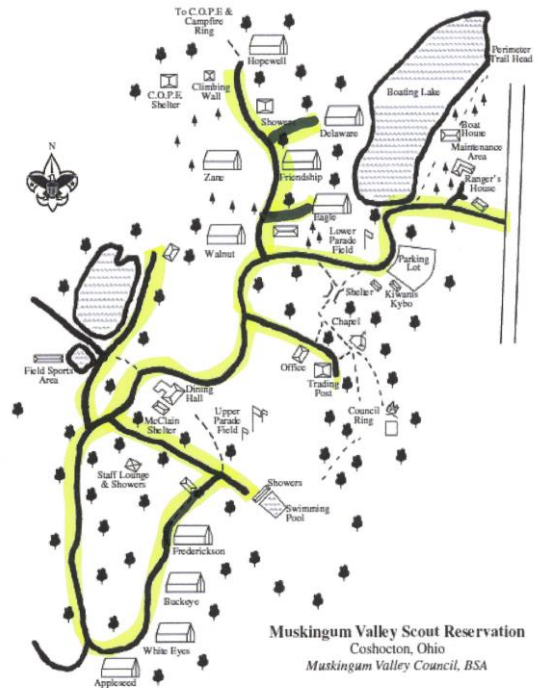 To C.O.P.E &
Campfire
Ring
Hopewell
Perimeter
Trail Head
C.O.P.E
Shelter
Climbing
Wall
Boating Lake
Showers
Delaware
Boat
House
Maintenance
Area
Zane
Friendship
Ranger's
House
N
Eagle
Walnut
Lower
Parade
Field
Parking
Lot
Shelter
Kiwanis
Kybo
Chapel
Office
Trading
Post
Field Sports
Area
Dining
Hall
McClain
Shelter
Upper
Parade
Field
Council
Ring
Staff Lounge
& Showers
Showers
Swimming
Pool
Frederickson
Buckeye
White Eyes
Appleseed
Muskingum Valley Scout Reservation
Coshocton, Ohio
Muskingum Valley Council, BSA